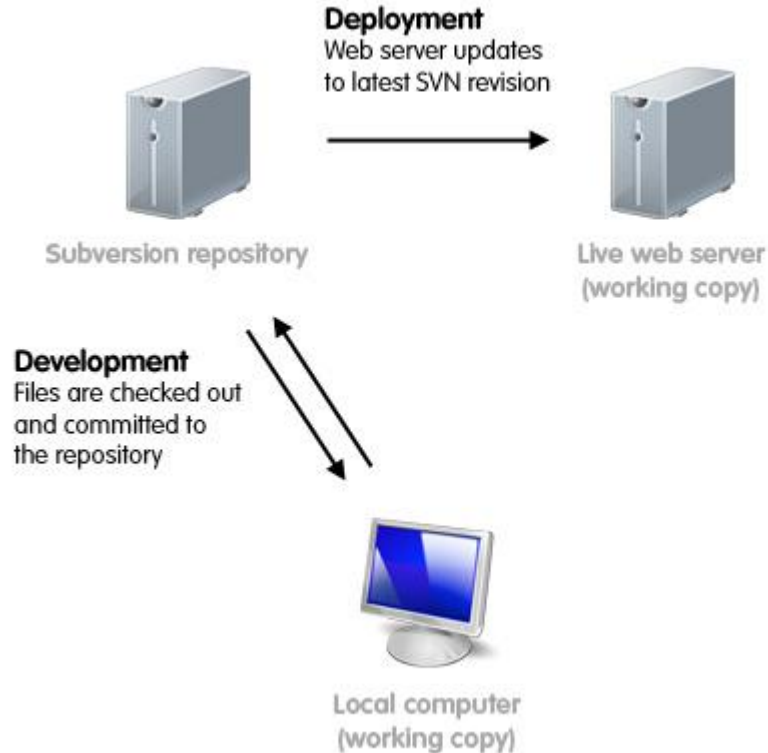 Deployment
Web server updates
to latest SVN revision
Subversion repository
Live web server
(working copy)
Development
Files are checked out
and committed to
the repository
Local computer
(working copy)